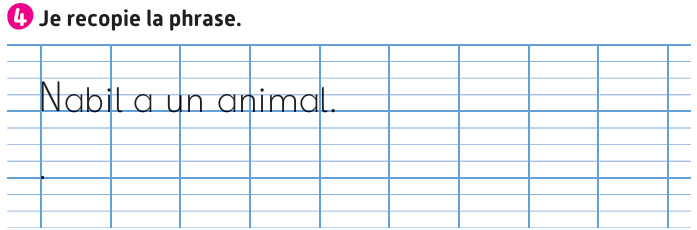 4 Je recopie la phrase.
Nabil a un animal.
.